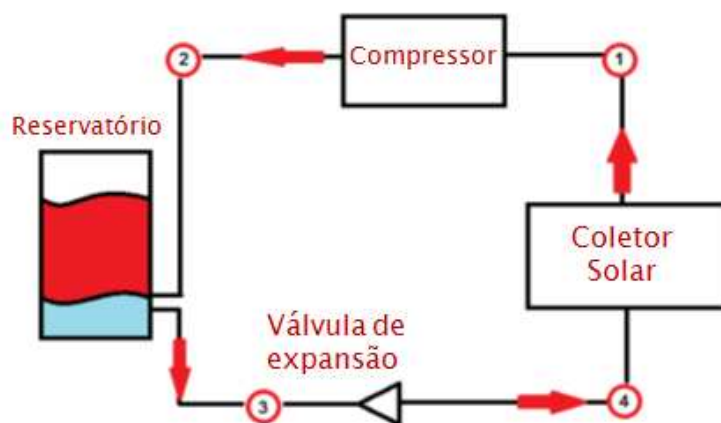 2
Compressor
1
Reservatório
Coletor
Solar
Válvula de
expansão
3
4